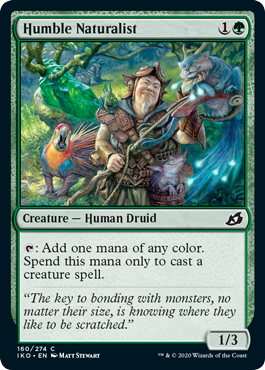 Humble Naturalist 1
Creature — Human Druid
: Add one mana of any color.
Spend this mana only to cast a
creature spell.
“The key to bonding with monsters, no
matter their size, is knowing where they
like to be scratched.”
1/3
160/274 C
IKO • EN Matt Stewart
™ & © 2020 Wizards of the Coast